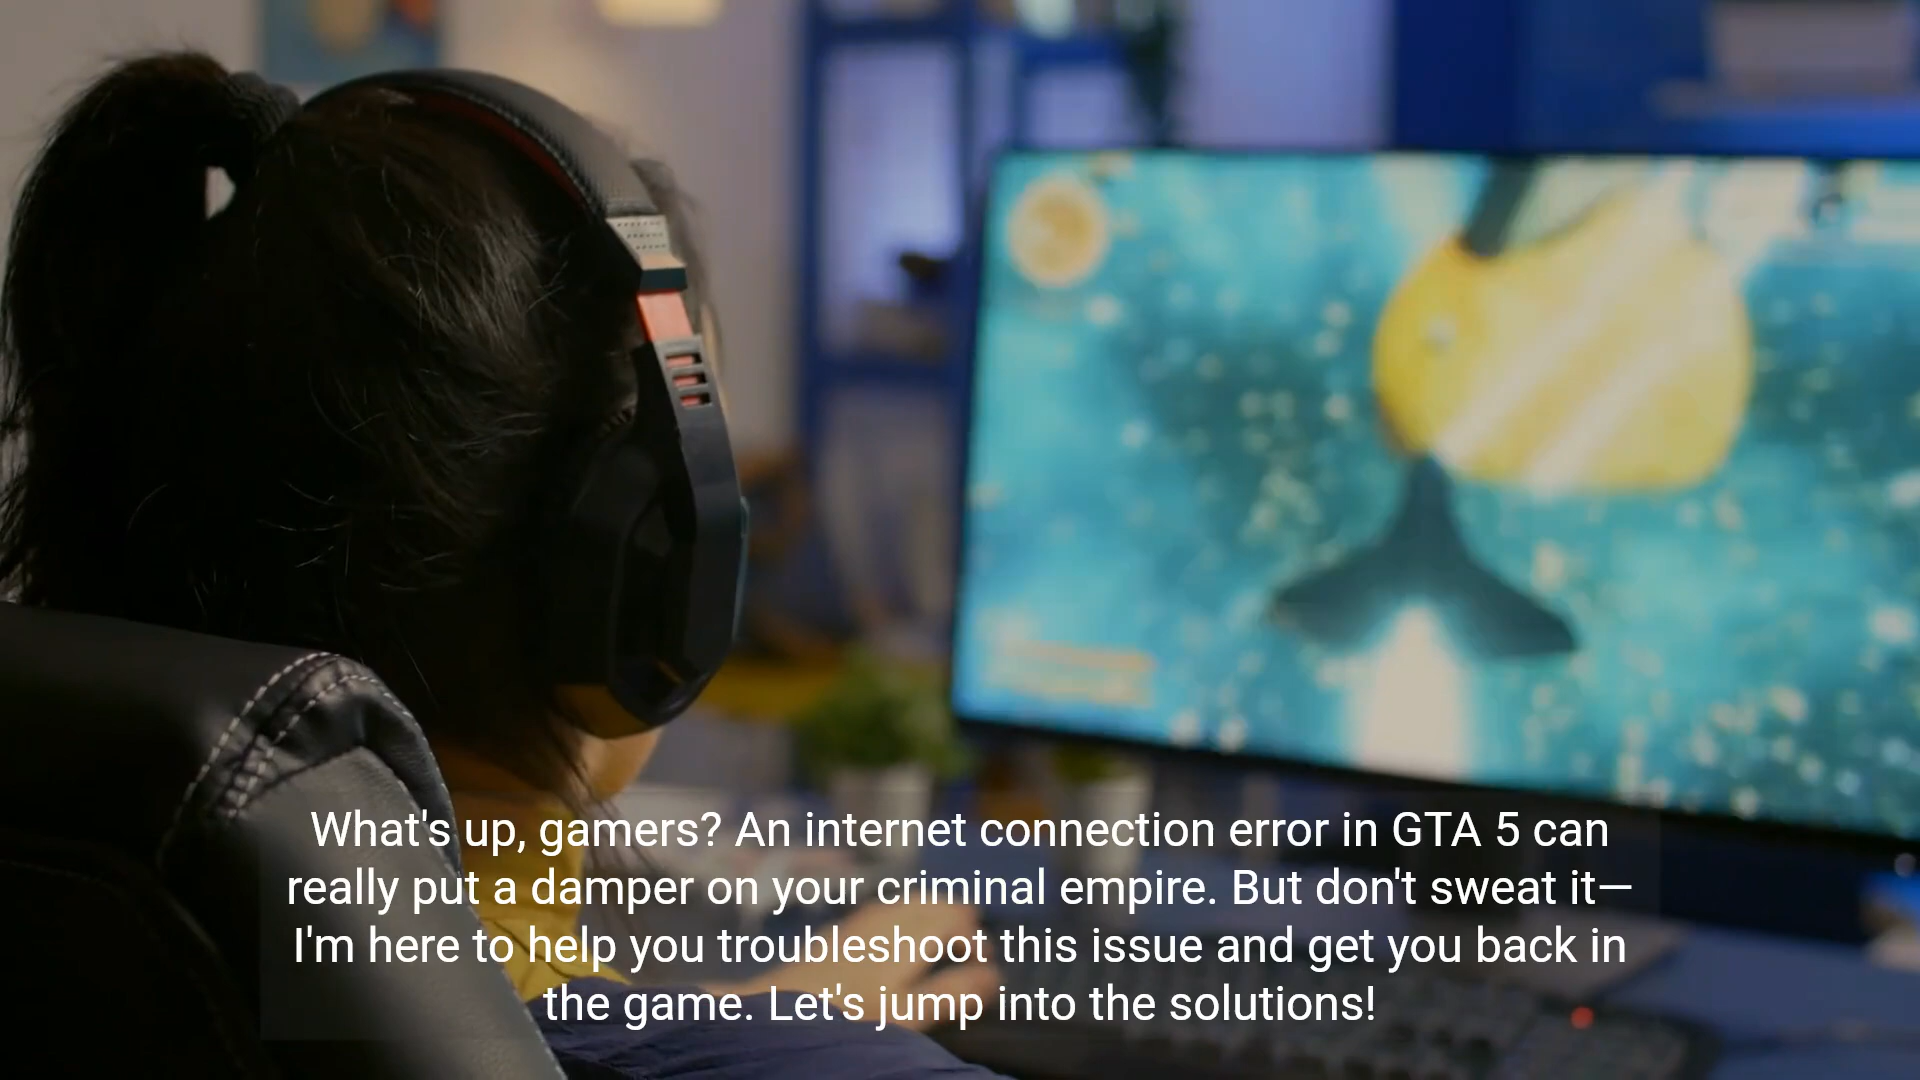 What's up, gamers? An internet connection error in GTA 5 can
really put a damper on your criminal empire. But don't sweat it—
I'm here to help you troubleshoot this issue and get you back in
the game. Let's jump into the solutions!